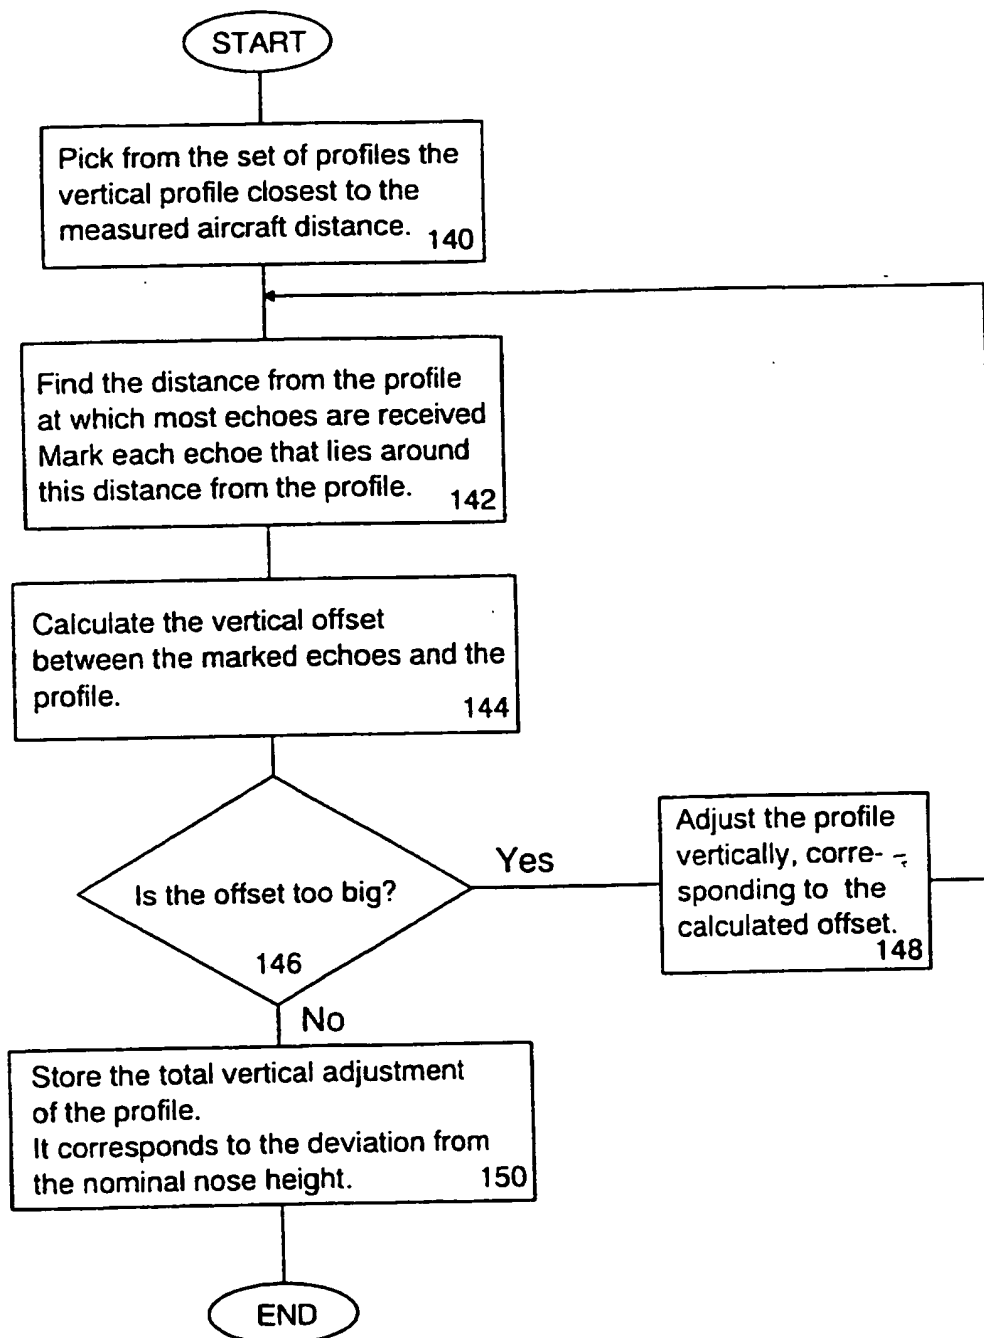 START
Pick from the set of profiles the
vertical profile closest to the
measured aircraft distance.
140
Find the distance from the profile
at which most echoes are received
Mark each echoe that lies around
this distance from the profile.
142
Calculate the vertical offset
between the marked echoes and the
profile.
144
Is the offset too big?
146
Yes
Adjust the profile
vertically, corre-
sponding to the
calculated offset.
148
No
Store the total vertical adjustment
of the profile.
It corresponds to the deviation from
the nominal nose height.
150
END